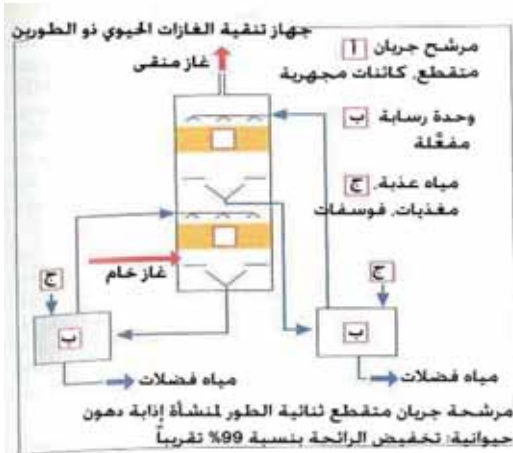 جهاز تنقية الغازات الحيوي ذو الطورين
غاز منقى
أ مرشح جريان
متقطع، كائنات مجهرية
ب وحدة رسابة
مفعَّلة
ج مياه عذبة،
مغذيات، فوسفات
غاز خام
ج
ب
مياه فضلات
ج
ب
مياه فضلات
مرشحة جريان متقطع ثنائية الطور لمنشأة إذابة دهون
حيوانية: تخفيض الرائحة بنسبة 99% تقريباً